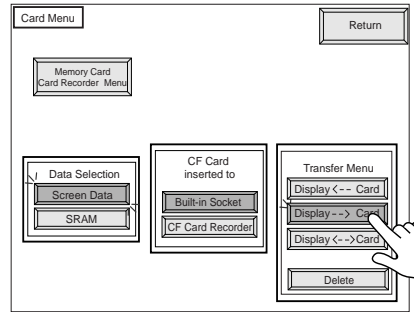 Card Menu
Return
Memory Card
Card Recorder Menu
Data Selection
Screen Data
SRAM
CF Card
inserted to
Built-in Socket
CF Card Recorder
Transfer Menu
Display <-- Card
Display --> Card
Display <-->Card
Delete